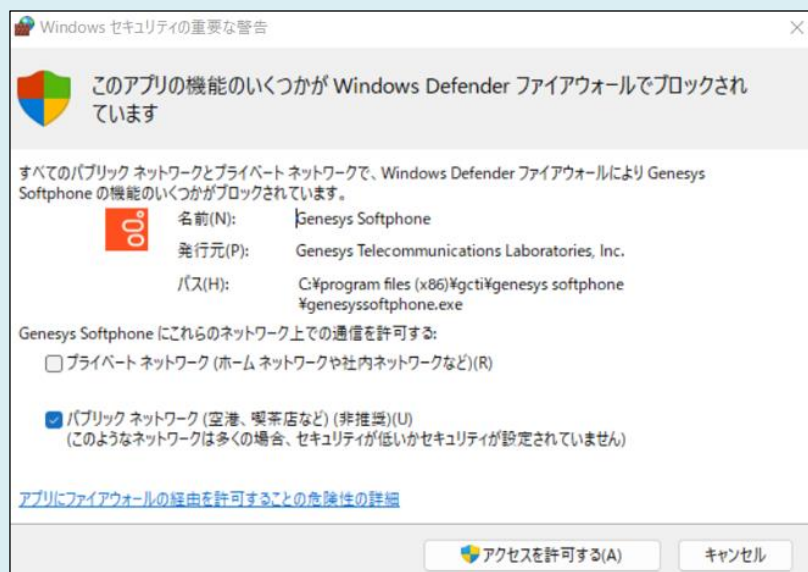 Windows セキュリティの重要な警告
このアプリの機能のいくつかが Windows Defender ファイアウォールでブロックされ
ています
すべてのパブリック ネットワークとプライベート ネットワークで、Windows Defender ファイアウォールにより Genesys
Softphone の機能のいくつかがブロックされています。
名前(N): Genesys Softphone
発行元(P): Genesys Telecommunications Laboratories, Inc.
パス(H): C:¥program files (x86)¥gcti¥genesys softphone
¥genesyssoftphone.exe
Genesys Softphone にこれらのネットワーク上での通信を許可する:
プライベート ネットワーク (ホーム ネットワークや社内ネットワークなど)(R)
パブリック ネットワーク (空港、喫茶店など) (非推奨)(U)
(このようなネットワークは多くの場合、セキュリティが低いかセキュリティが設定されていません)
アプリにファイアウォールの経由を許可することの危険性の詳細
アクセスを許可する(A) キャンセル